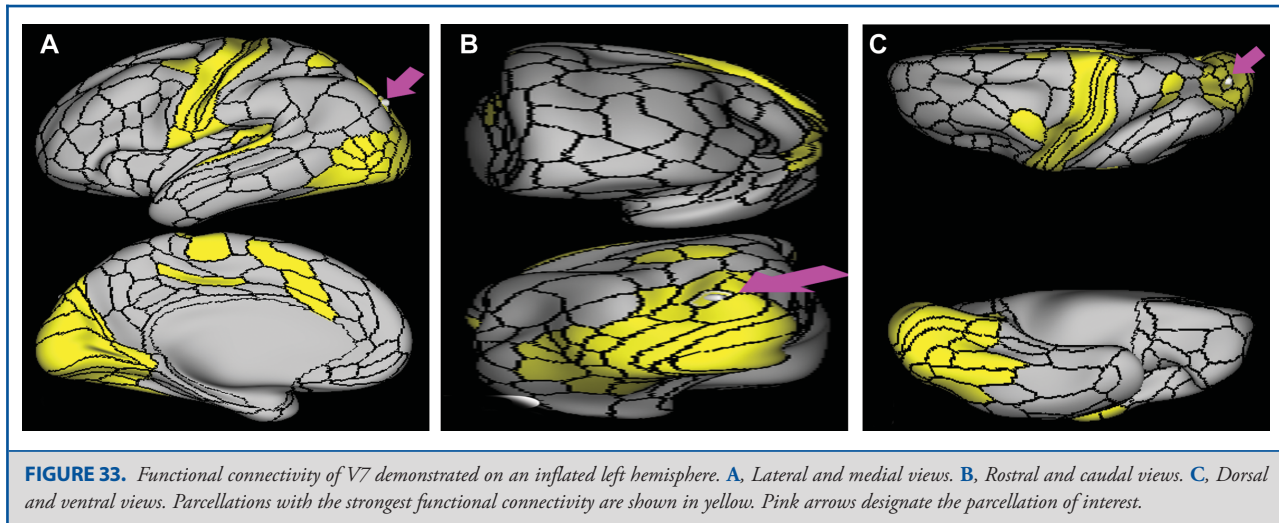 A
B
C
FIGURE 33. Functional connectivity of V7 demonstrated on an inflated left hemisphere. A, Lateral and medial views. B, Rostral and caudal views. C, Dorsal
and ventral views. Parcellations with the strongest functional connectivity are shown in yellow. Pink arrows designate the parcellation of interest.